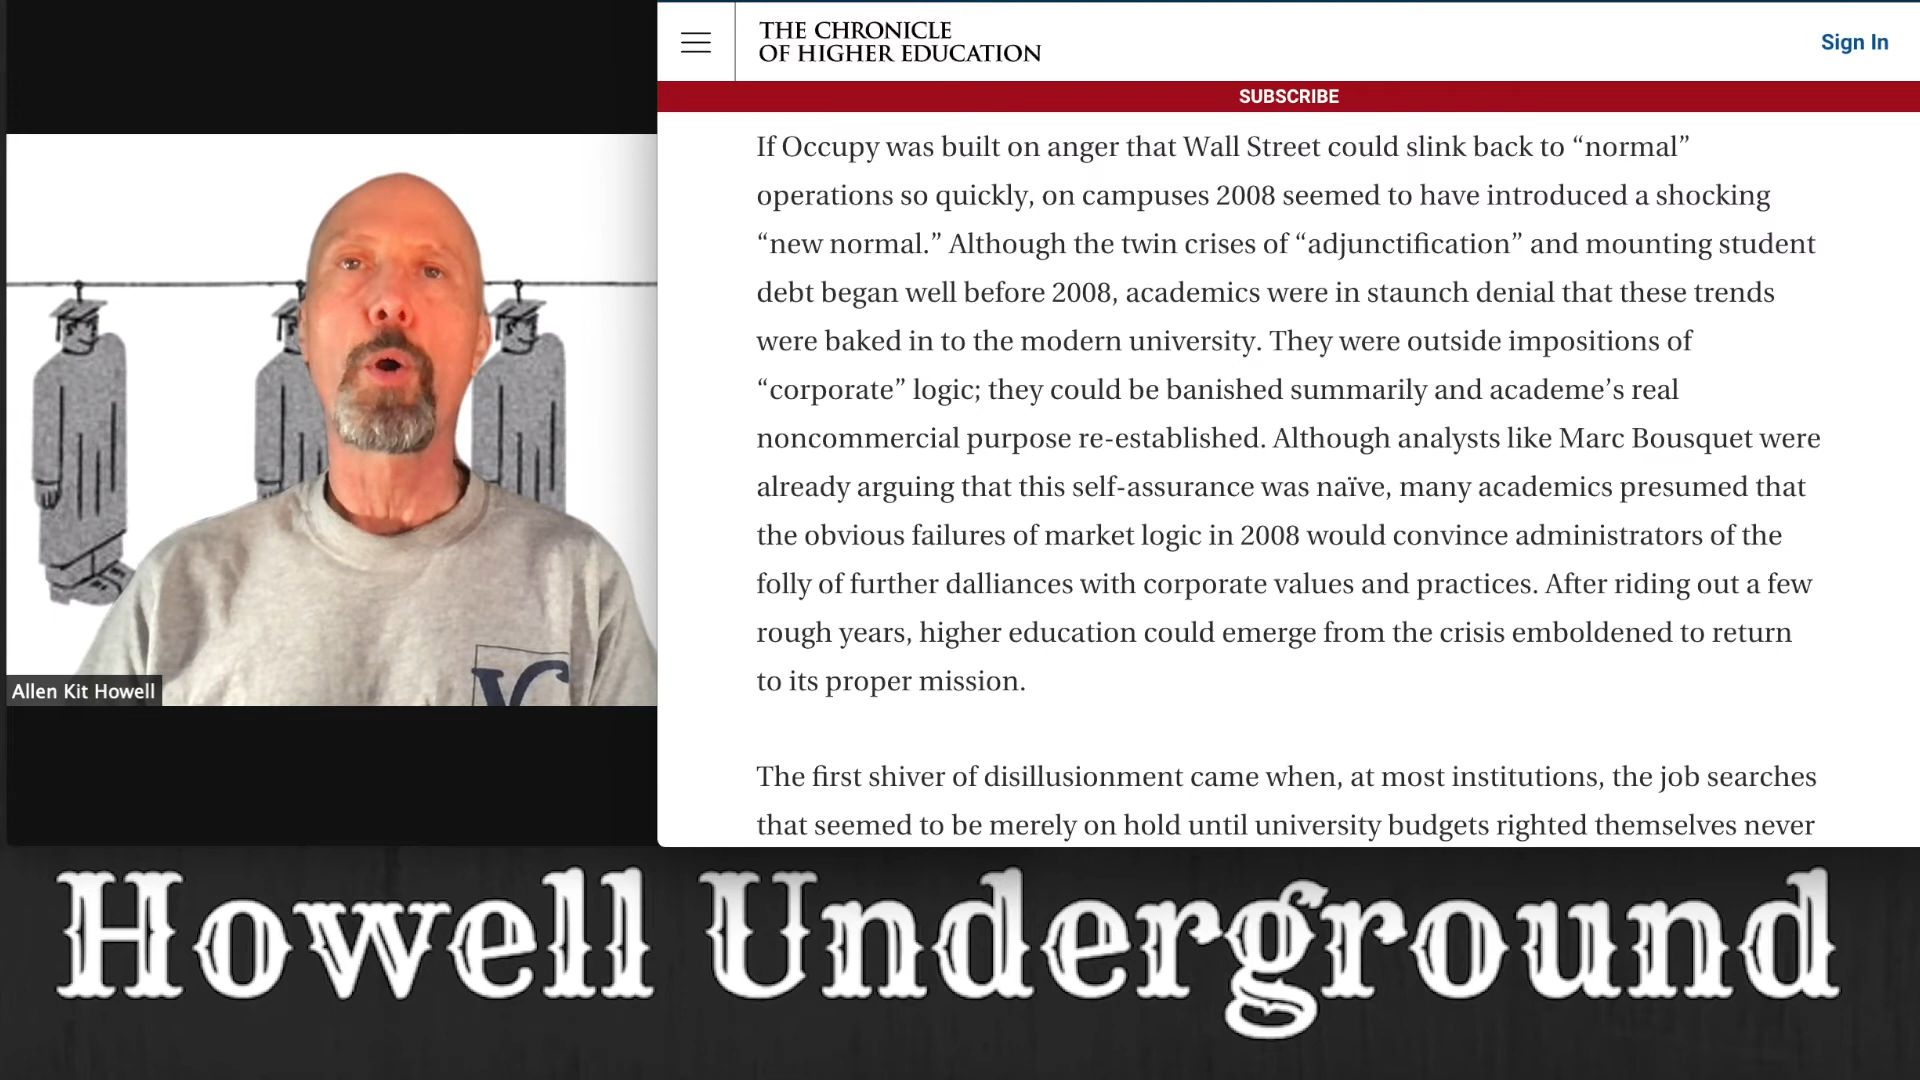 THE CHRONICLE
OF HIGHER EDUCATION
Sign In
SUBSCRIBE
If Occupy was built on anger that Wall Street could slink back to “normal”
operations so quickly, on campuses 2008 seemed to have introduced a shocking
“new normal.” Although the twin crises of “adjunctification” and mounting student
debt began well before 2008, academics were in staunch denial that these trends
were baked in to the modern university. They were outside impositions of
“corporate” logic; they could be banished summarily and academe’s real
noncommercial purpose re-established. Although analysts like Marc Bousquet were
already arguing that this self-assurance was naïve, many academics presumed that
the obvious failures of market logic in 2008 would convince administrators of the
folly of further dalliances with corporate values and practices. After riding out a few
rough years, higher education could emerge from the crisis emboldened to return
to its proper mission.
The first shiver of disillusionment came when, at most institutions, the job searches
that seemed to be merely on hold until university budgets righted themselves never
Allen Kit Howell
Howell Underground